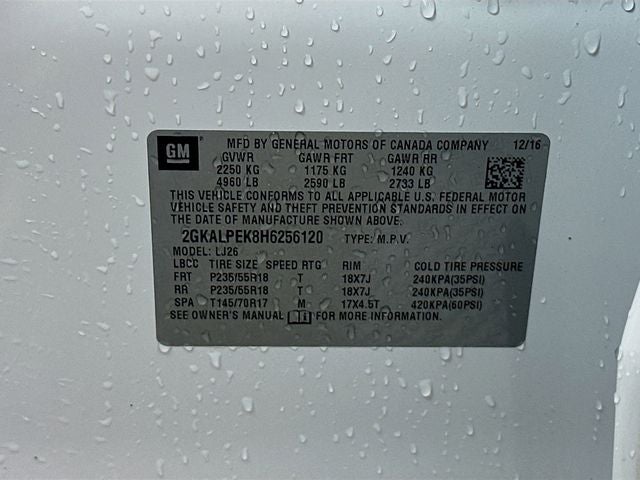 GM MFD BY GENERAL MOTORS OF CANADA COMPANY 12/16
GVWR GAWR FRT GAWR RR
2250 KG 1175 KG 1240 KG
4960 LB 2590 LB 2733 LB
THIS VEHICLE CONFORMS TO ALL APPLICABLE U.S. FEDERAL MOTOR
VEHICLE SAFETY AND THEFT PREVENTION STANDARDS IN EFFECT ON
THE DATE OF MANUFACTURE SHOWN ABOVE.
2GKALPEK8H6256120 TYPE: M.P.V.
MODEL: LJ26
LBCC TIRE SIZE SPEED RTG RIM COLD TIRE PRESSURE
FRT P235/55R18 T 18X7J 240KPA(35PSI)
RR P235/55R18 T 18X7J 240KPA(35PSI)
SPA T145/70R17 M 17X4.5T 420KPA(60PSI)
SEE OWNER'S MANUAL FOR MORE INFORMATION.